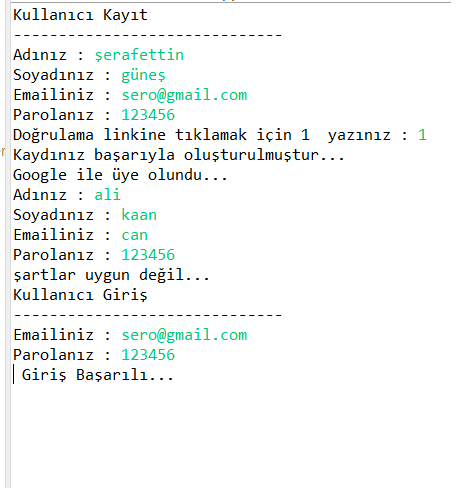 Kullanıcı Kayıt
------------------------------
Adınız : şerafettin
Soyadınız : güneş
Emailiniz : sero@gmail.com
Parolanız : 123456
Doğrulama linkine tıklamak için 1  yazınız : 1
Kaydınız başarıyla oluşturulmuştur...
Google ile üye olundu...
Adınız : ali
Soyadınız : kaan
Emailiniz : can
Parolanız : 123456
şartlar uygun değil...
Kullanıcı Giriş
------------------------------
Emailiniz : sero@gmail.com
Parolanız : 123456
Giriş Başarılı...